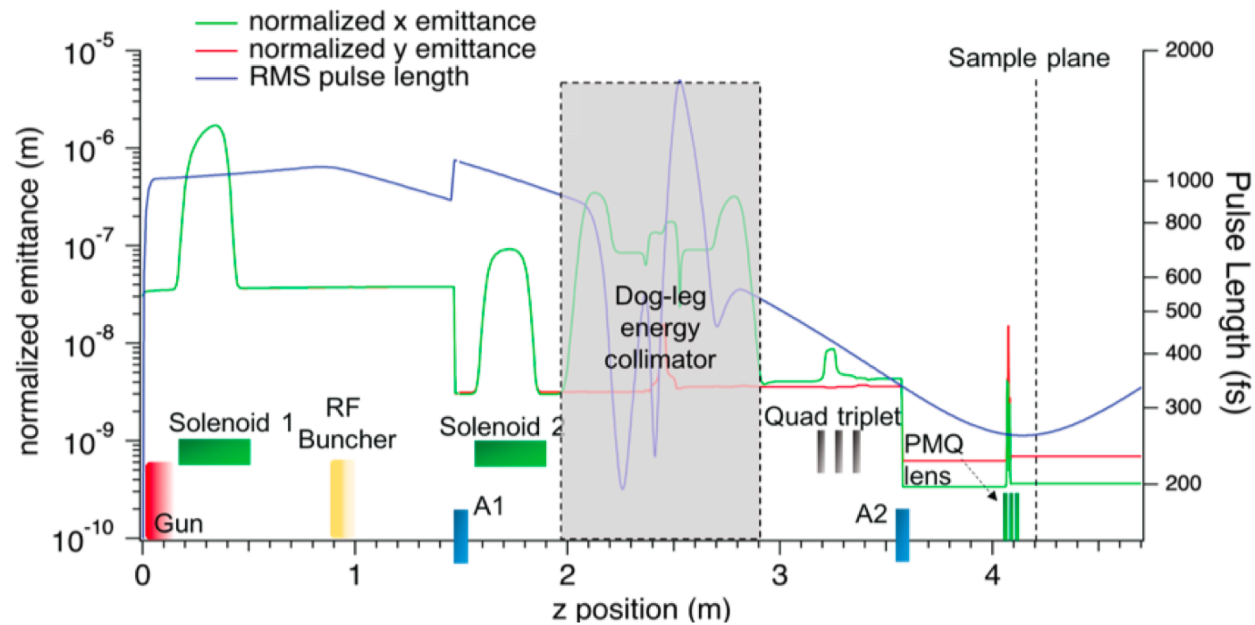 normalized x emittance
normalized y emittance
RMS pulse length
Sample plane
10-5
10-6
10-7
10-8
10-9
10-10
normalized emittance (m)
2000
1000
800
600
500
400
300
200
Pulse Length (fs)
Dog-leg
energy
collimator
Solenoid 1
RF
Buncher
Solenoid 2
Quad triplet
PMQ
lens
Gun
A1
A2
0
1
2
3
4
z position (m)